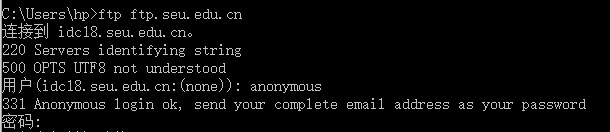 C:\Users\hp>ftp ftp.seu.edu.cn
连接到 idc18.seu.edu.cn。
220 Servers identifying string
500 OPTS UTF8 not understood
用户(idc18.seu.edu.cn:(none)): anonymous
331 Anonymous login ok, send your complete email address as your password
密码: